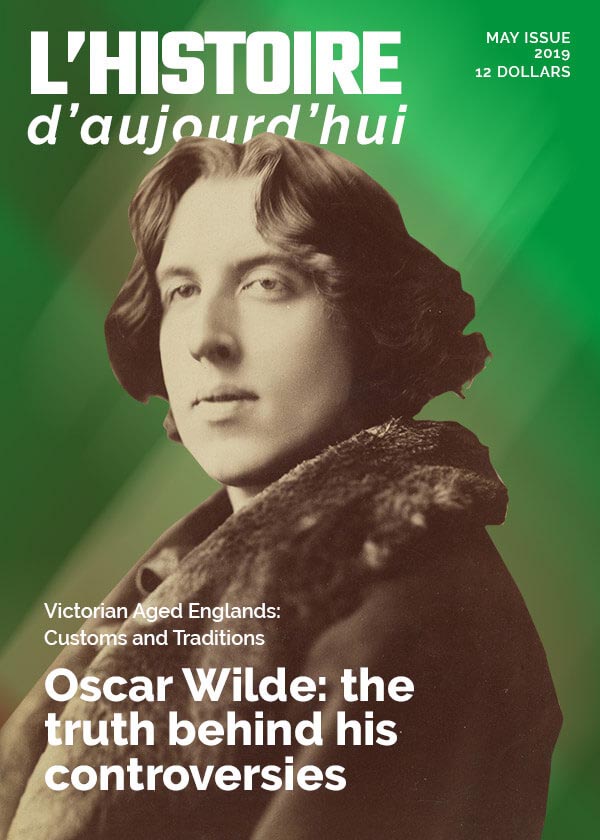 L’HISTOIRE
d’aujourd’hui
MAY ISSUE
2019
12 DOLLARS
Victorian Aged Englands:
Customs and Traditions
Oscar Wilde: the
truth behind his
controversies